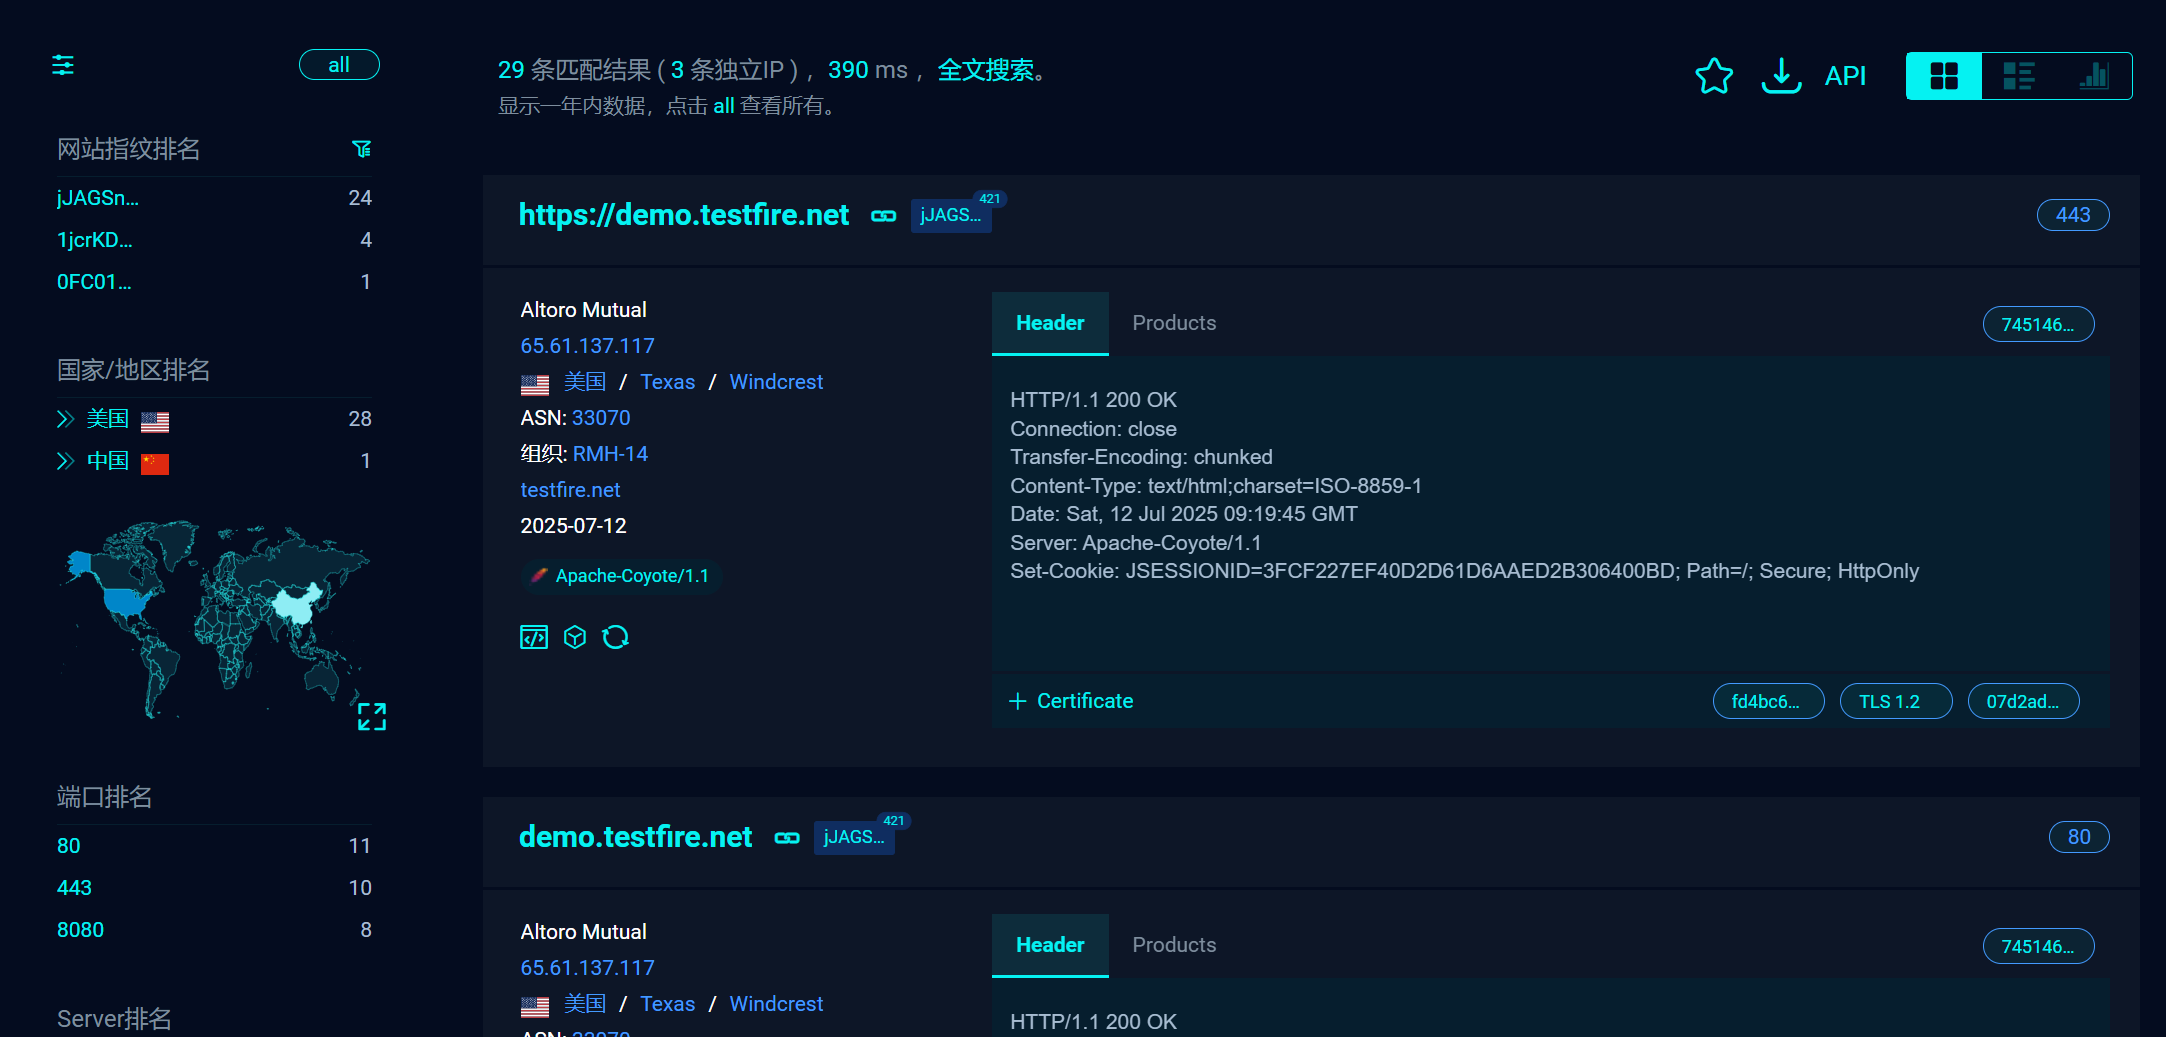 all
29 条匹配结果 ( 3 条独立IP ) ， 390 ms ， 全文搜索。
显示一年内数据，点击 all 查看所有。
API
网站指纹排名
jJAGSn... 24
1jcrKD... 4
0FC01... 1
国家/地区排名
美国 28
中国 1
端口排名
80 11
443 10
8080 8
Server排名
https://demo.testfire.net jJAGS... 421 443
Altoro Mutual
65.61.137.117
美国 / Texas / Windcrest
ASN: 33070
组织: RMH-14
testfire.net
2025-07-12
Apache-Coyote/1.1
Header Products 745146...
HTTP/1.1 200 OK
Connection: close
Transfer-Encoding: chunked
Content-Type: text/html;charset=ISO-8859-1
Date: Sat, 12 Jul 2025 09:19:45 GMT
Server: Apache-Coyote/1.1
Set-Cookie: JSESSIONID=3FCF227EF40D2D61D6AAED2B306400BD; Path=/; Secure; HttpOnly
Certificate fd4bc6... TLS 1.2 07d2ad...
demo.testfire.net jJAGS... 421 80
Altoro Mutual
65.61.137.117
美国 / Texas / Windcrest
ASN: 33070
Header Products 745146...
HTTP/1.1 200 OK